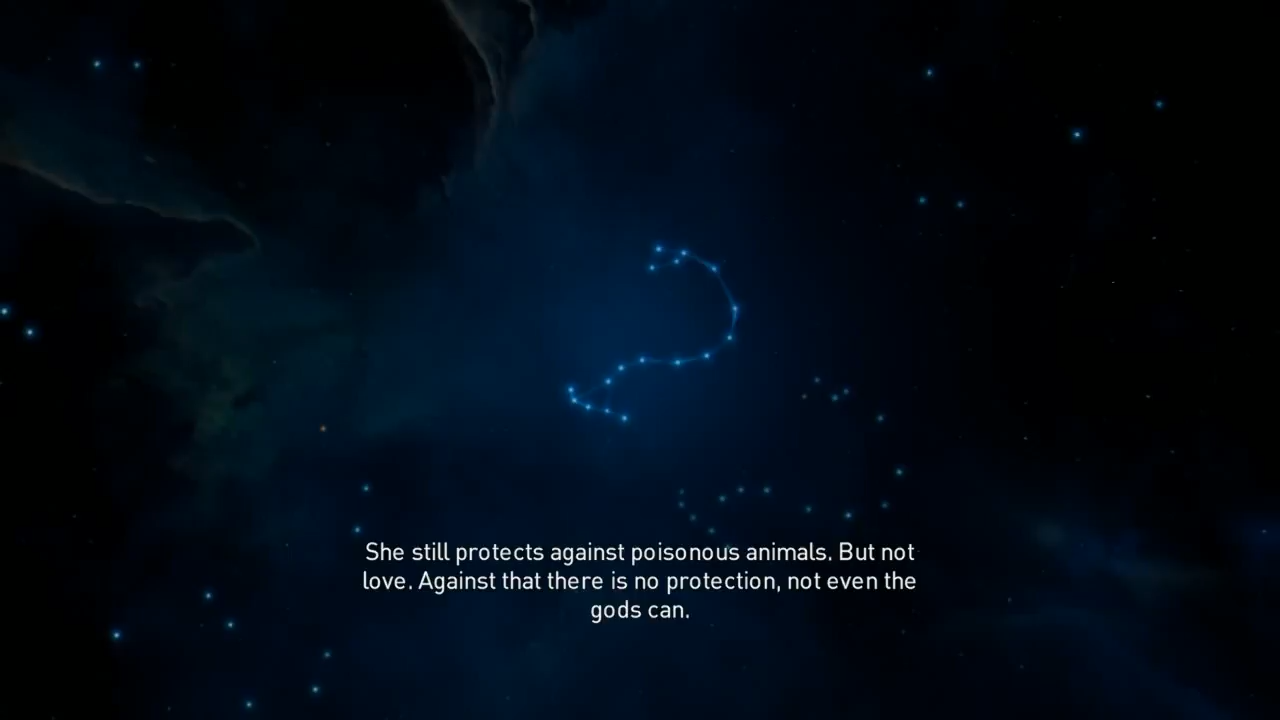 She still protects against poisonous animals. But not
love. Against that there is no protection, not even the
gods can.